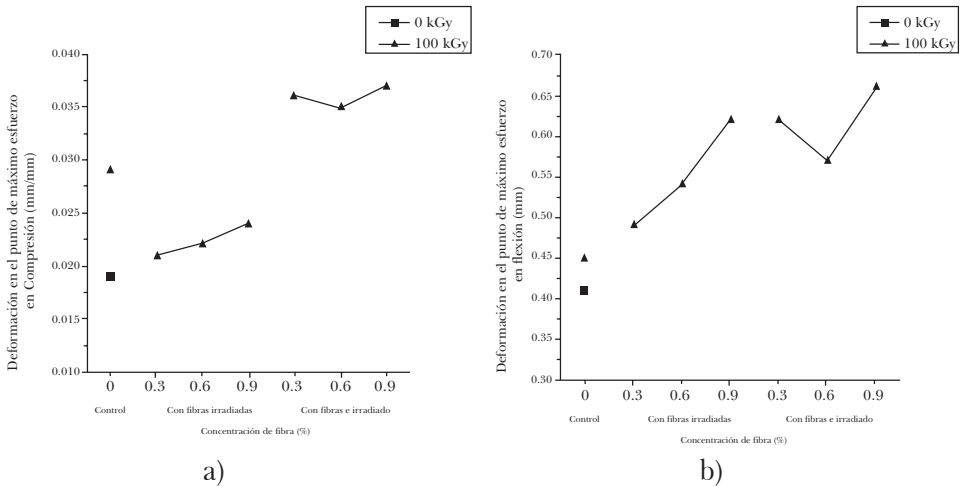 0 kGy
100 kGy
Deformación en el punto de máximo esfuerzo
en Compresión (mm/mm)
0.040
0.035
0.030
0.025
0.020
0.015
0.010
0 0.3 0.6 0.9 0.3 0.6 0.9
Control Con fibras irradiadas Con fibras e irradiado
Concentración de fibra (%)
a)
0 kGy
100 kGy
Deformación en el punto de máximo esfuerzo
en flexión (mm)
0.70
0.65
0.60
0.55
0.50
0.45
0.40
0.35
0.30
0 0.3 0.6 0.9 0.3 0.6 0.9
Control Con fibras irradiadas Con fibras e irradiado
Concentración de fibra (%)
b)